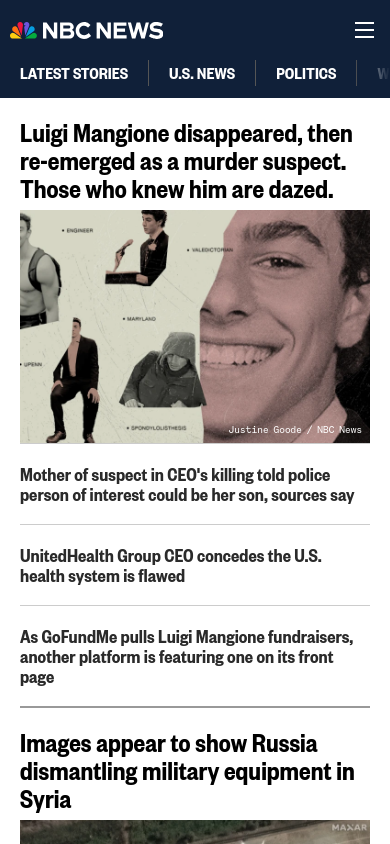 NBC NEWS
LATEST STORIES
U.S. NEWS
POLITICS
Luigi Mangione disappeared, then
re-emerged as a murder suspect.
Those who knew him are dazed.
• ENGINEER
• VALEDICTORIAN
• MARYLAND
• UPENN
• SPONDYLOLISTHESIS
Justine Goode / NBC News
Mother of suspect in CEO's killing told police
person of interest could be her son, sources say
UnitedHealth Group CEO concedes the U.S.
health system is flawed
As GoFundMe pulls Luigi Mangione fundraisers,
another platform is featuring one on its front
page
Images appear to show Russia
dismantling military equipment in
Syria
MAXAR